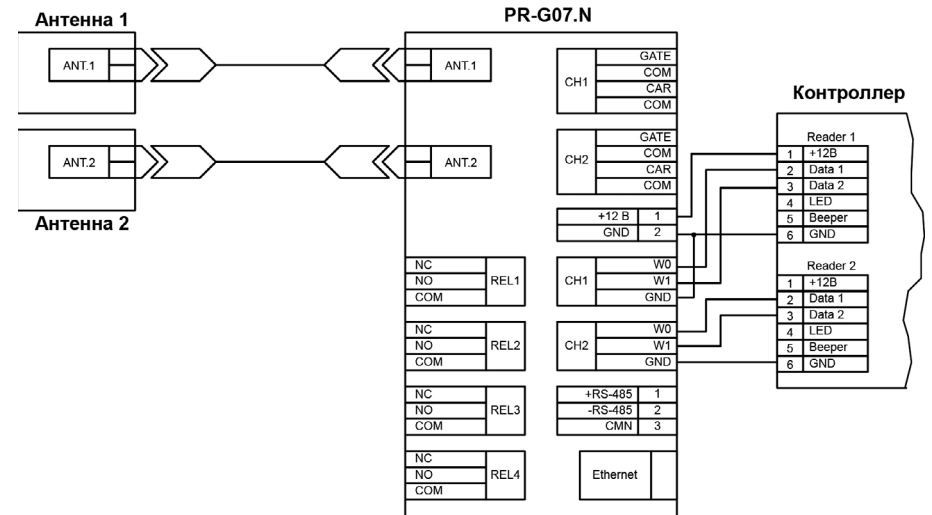 Антенна 1
PR-G07.N
ANT.1
ANT.1
ANT.2
ANT.2
Антенна 2
CH1
GATE
COM
CAR
COM
CH2
GATE
COM
CAR
COM
+12 В 1
GND 2
REL1
NC
NO
COM
CH1
W0
W1
GND
REL2
NC
NO
COM
CH2
W0
W1
GND
REL3
NC
NO
COM
+RS-485 1
-RS-485 2
CMN 3
REL4
NC
NO
COM
Ethernet
Контроллер
Reader 1
1 +12В
2 Data 1
3 Data 2
4 LED
5 Beeper
6 GND
Reader 2
1 +12В
2 Data 1
3 Data 2
4 LED
5 Beeper
6 GND